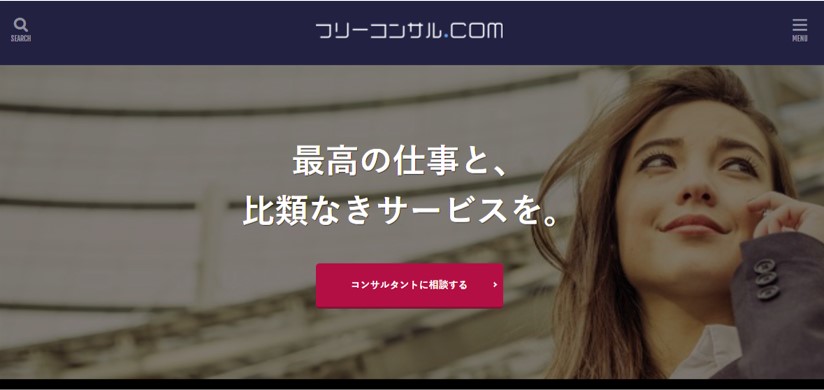 フリーコンサル.COM
SEARCH
MENU
最高の仕事と、
比類なきサービスを。
コンサルタントに相談する